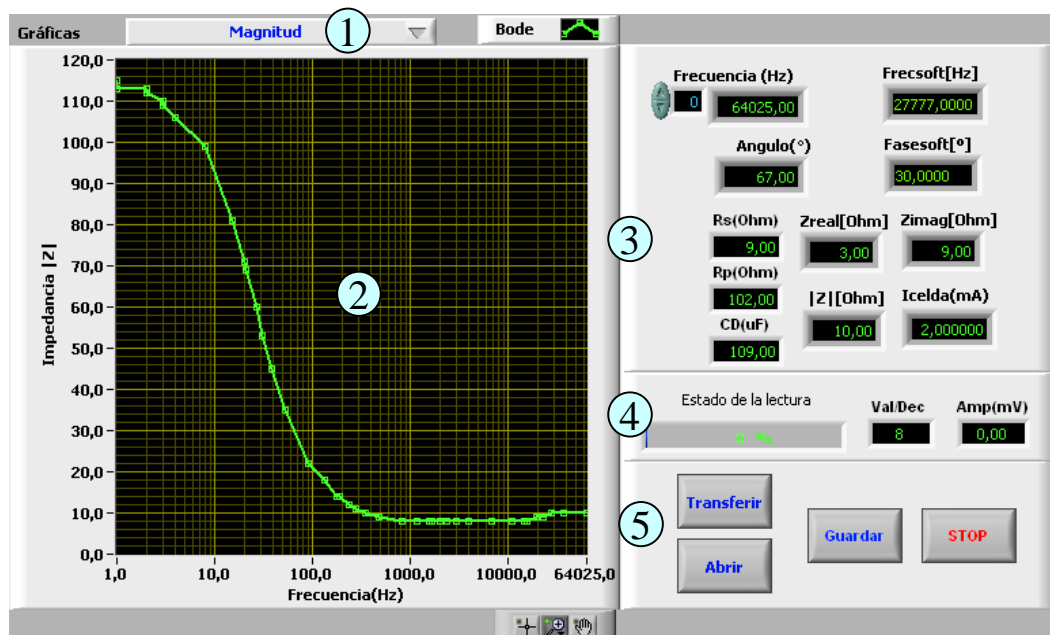 Gráficas
Magnitud
1
Bode
120,0
110,0
100,0
90,0
80,0
70,0
60,0
50,0
40,0
30,0
20,0
10,0
0,0
Impedancia |Z|
2
1,0 10,0 100,0 1000,0 10000,0 64025,0
Frecuencia(Hz)
Frecuencia (Hz) Frecsoft[Hz]
0 64025,00 27777,0000
Angulo(°) Fasesoft[º]
67,00 30,0000
3
Rs(Ohm) Zreal[Ohm] Zimag[Ohm]
9,00 3,00 9,00
Rp(Ohm)
102,00
|Z|[Ohm] Icelda(mA)
10,00 2,000000
CD(uF)
109,00
4
Estado de la lectura Val/Dec Amp(mV)
0 % 8 0,00
5
Transferir
Abrir
Guardar
STOP